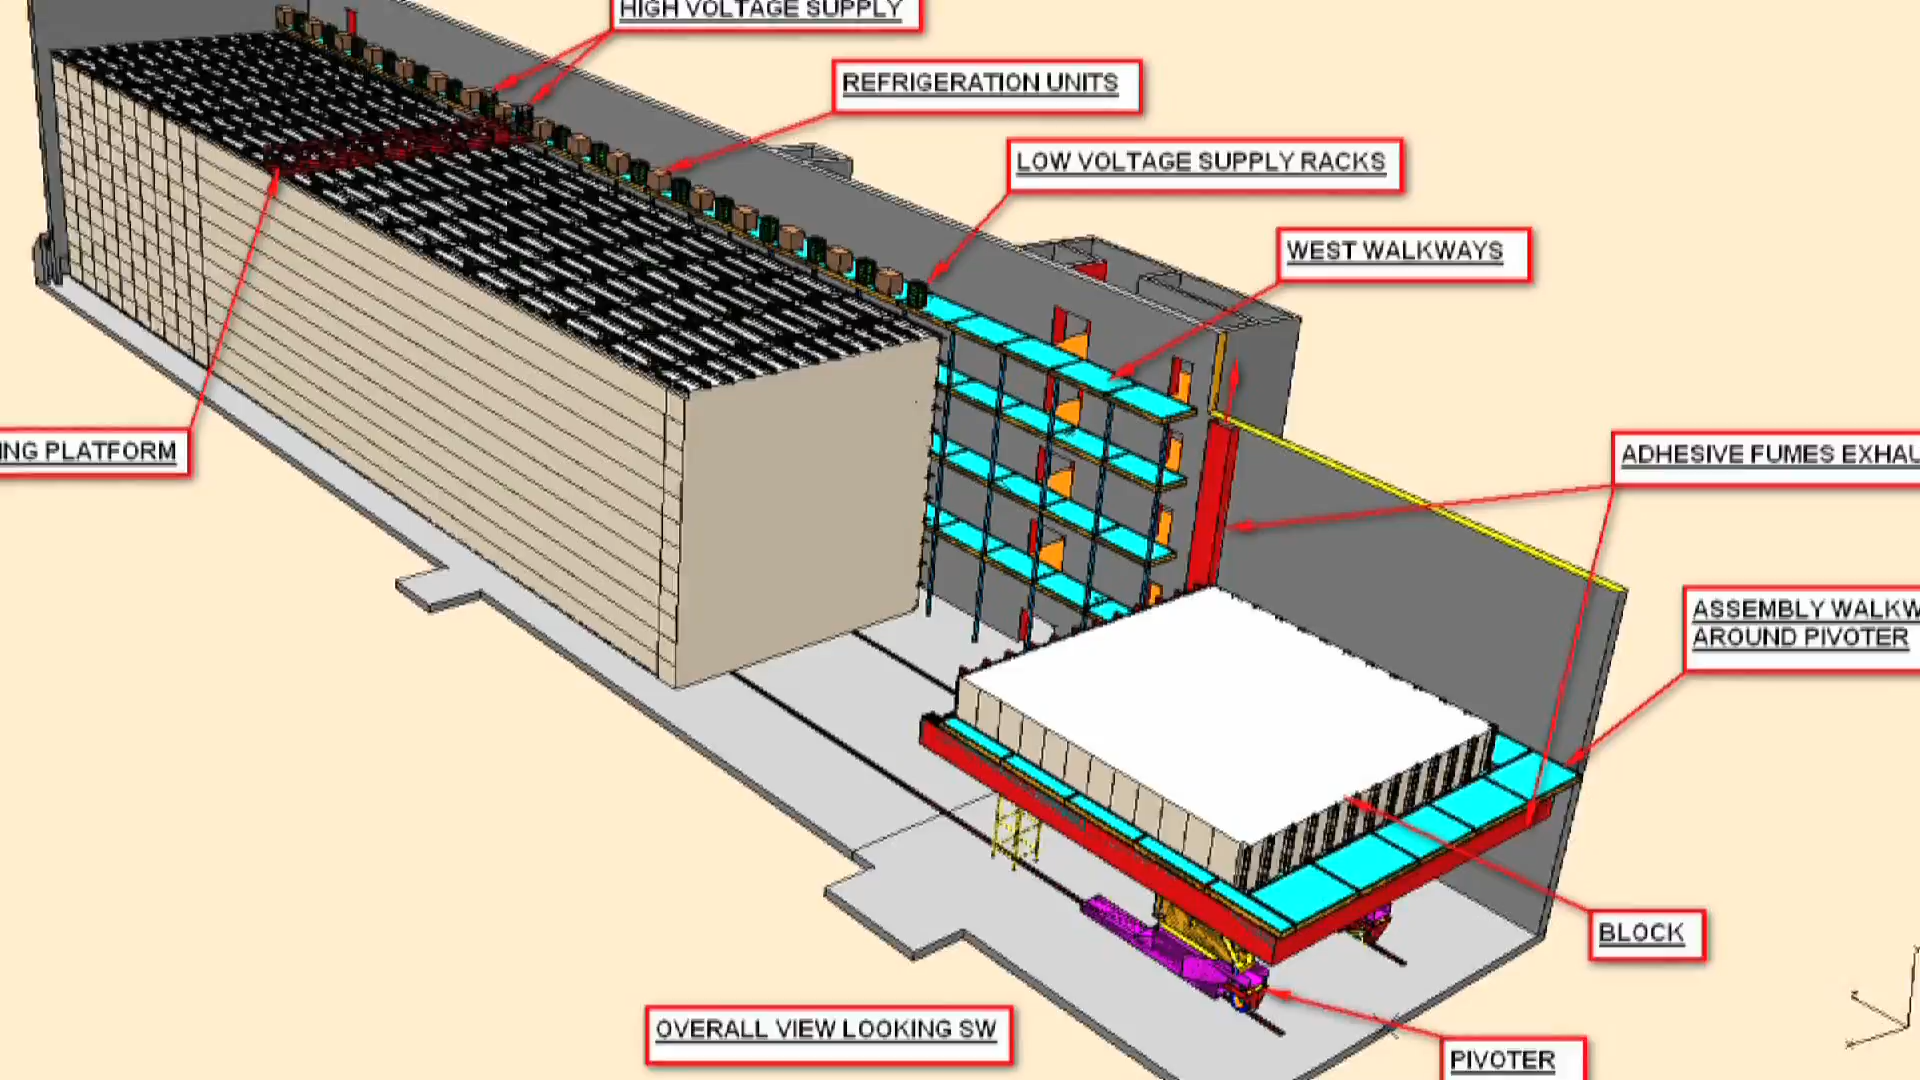 HIGH VOLTAGE SUPPLY
REFRIGERATION UNITS
LOW VOLTAGE SUPPLY RACKS
WEST WALKWAYS
ING PLATFORM
ADHESIVE FUMES EXHAU
ASSEMBLY WALKW
AROUND PIVOTER
BLOCK
OVERALL VIEW LOOKING SW
PIVOTER